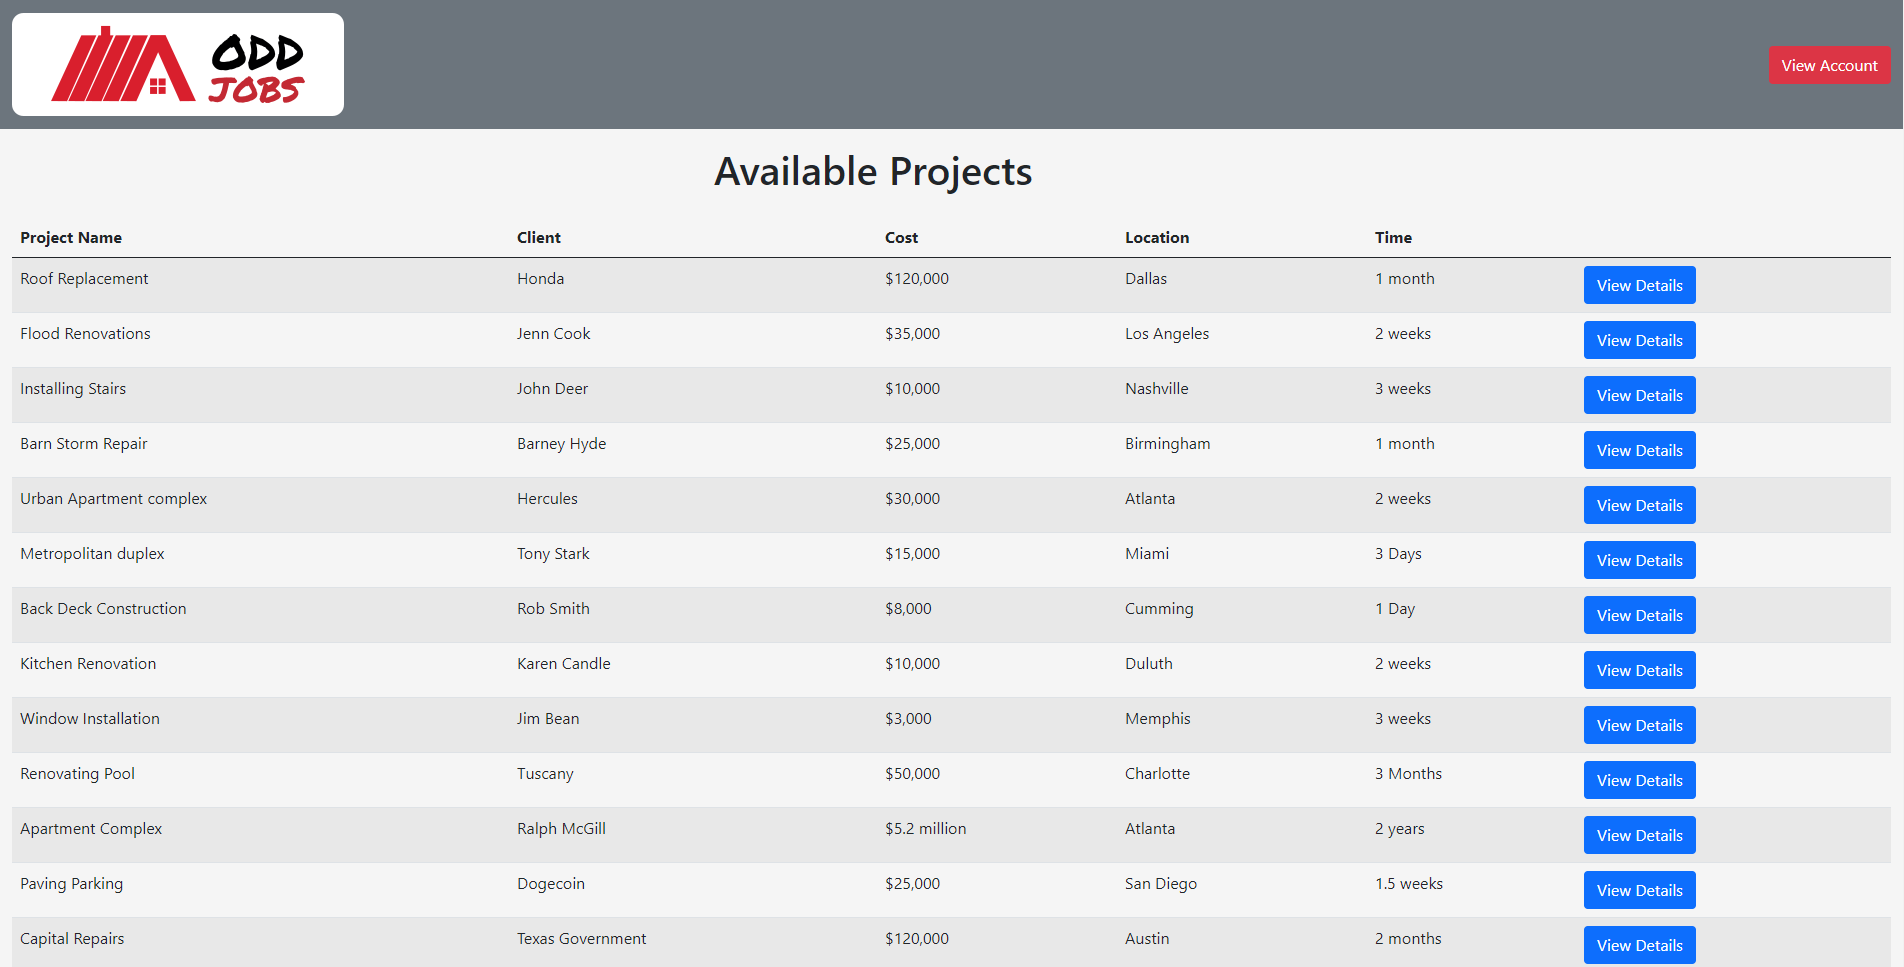 ODD
JOBS
View Account
Available Projects
Project Name Client Cost Location Time
Roof Replacement Honda $120,000 Dallas 1 month View Details
Flood Renovations Jenn Cook $35,000 Los Angeles 2 weeks View Details
Installing Stairs John Deer $10,000 Nashville 3 weeks View Details
Barn Storm Repair Barney Hyde $25,000 Birmingham 1 month View Details
Urban Apartment complex Hercules $30,000 Atlanta 2 weeks View Details
Metropolitan duplex Tony Stark $15,000 Miami 3 Days View Details
Back Deck Construction Rob Smith $8,000 Cumming 1 Day View Details
Kitchen Renovation Karen Candle $10,000 Duluth 2 weeks View Details
Window Installation Jim Bean $3,000 Memphis 3 weeks View Details
Renovating Pool Tuscany $50,000 Charlotte 3 Months View Details
Apartment Complex Ralph McGill $5.2 million Atlanta 2 years View Details
Paving Parking Dogecoin $25,000 San Diego 1.5 weeks View Details
Capital Repairs Texas Government $120,000 Austin 2 months View Details